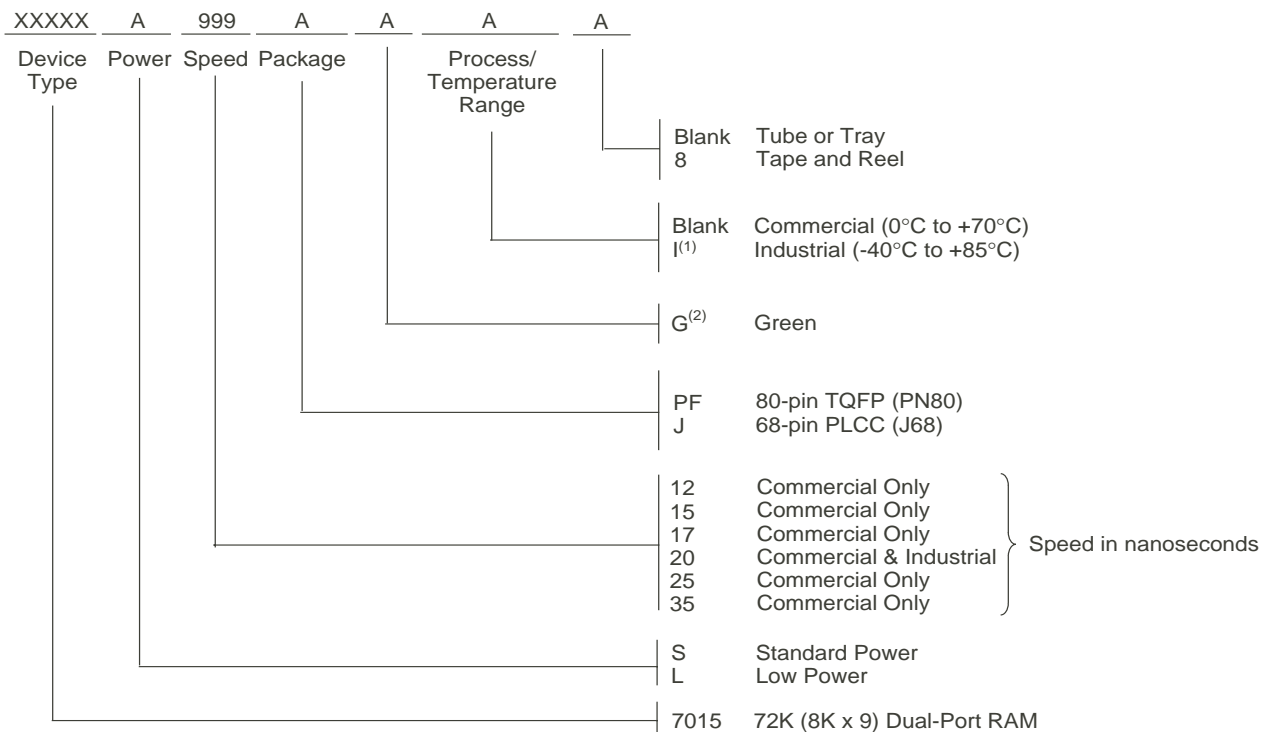 XXXXX A 999 A A A A
Device Type Power Speed Package Process/ Temperature Range
Blank Tube or Tray
8 Tape and Reel
Blank Commercial (0°C to +70°C)
I(1) Industrial (-40°C to +85°C)
G(2) Green
PF 80-pin TQFP (PN80)
J 68-pin PLCC (J68)
12 Commercial Only
15 Commercial Only
17 Commercial Only
20 Commercial & Industrial
25 Commercial Only
35 Commercial Only
Speed in nanoseconds
S Standard Power
L Low Power
7015 72K (8K x 9) Dual-Port RAM